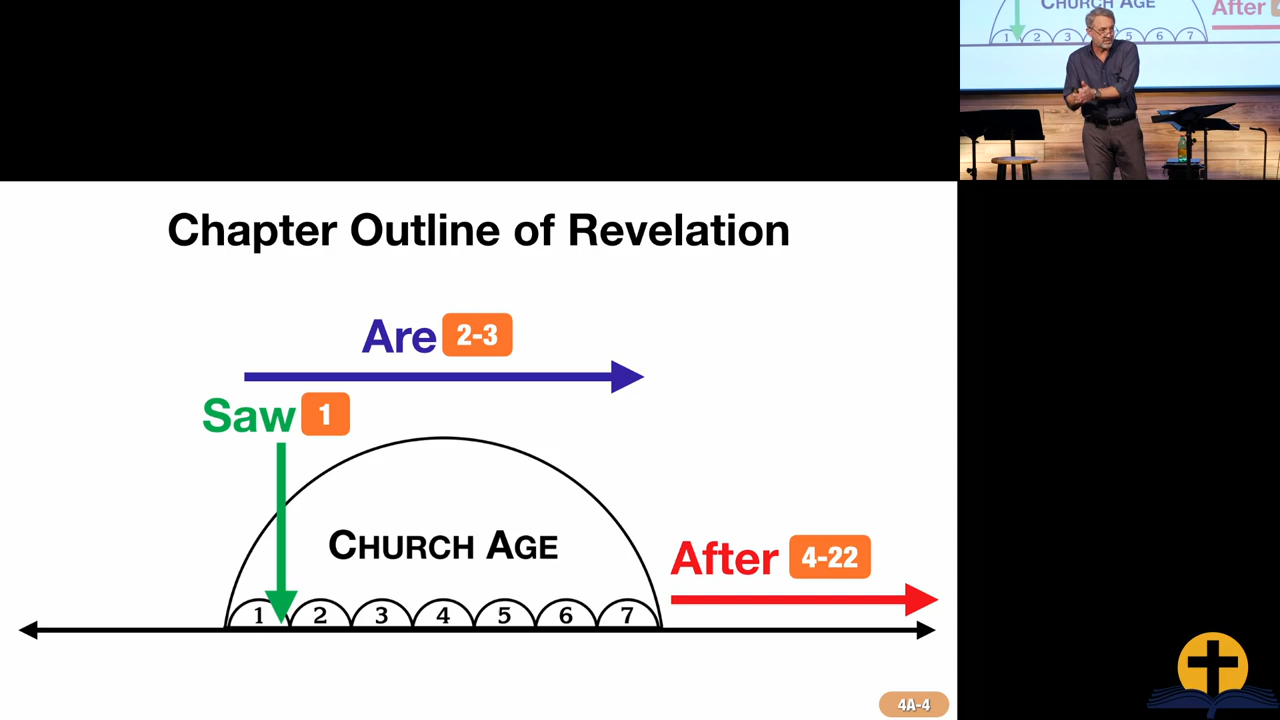 Chapter Outline of Revelation
Are 2-3
Saw 1
CHURCH AGE
After 4-22
1 2 3 4 5 6 7
4A-4
CHURCH AGE
After
1 2 3 5 6 7